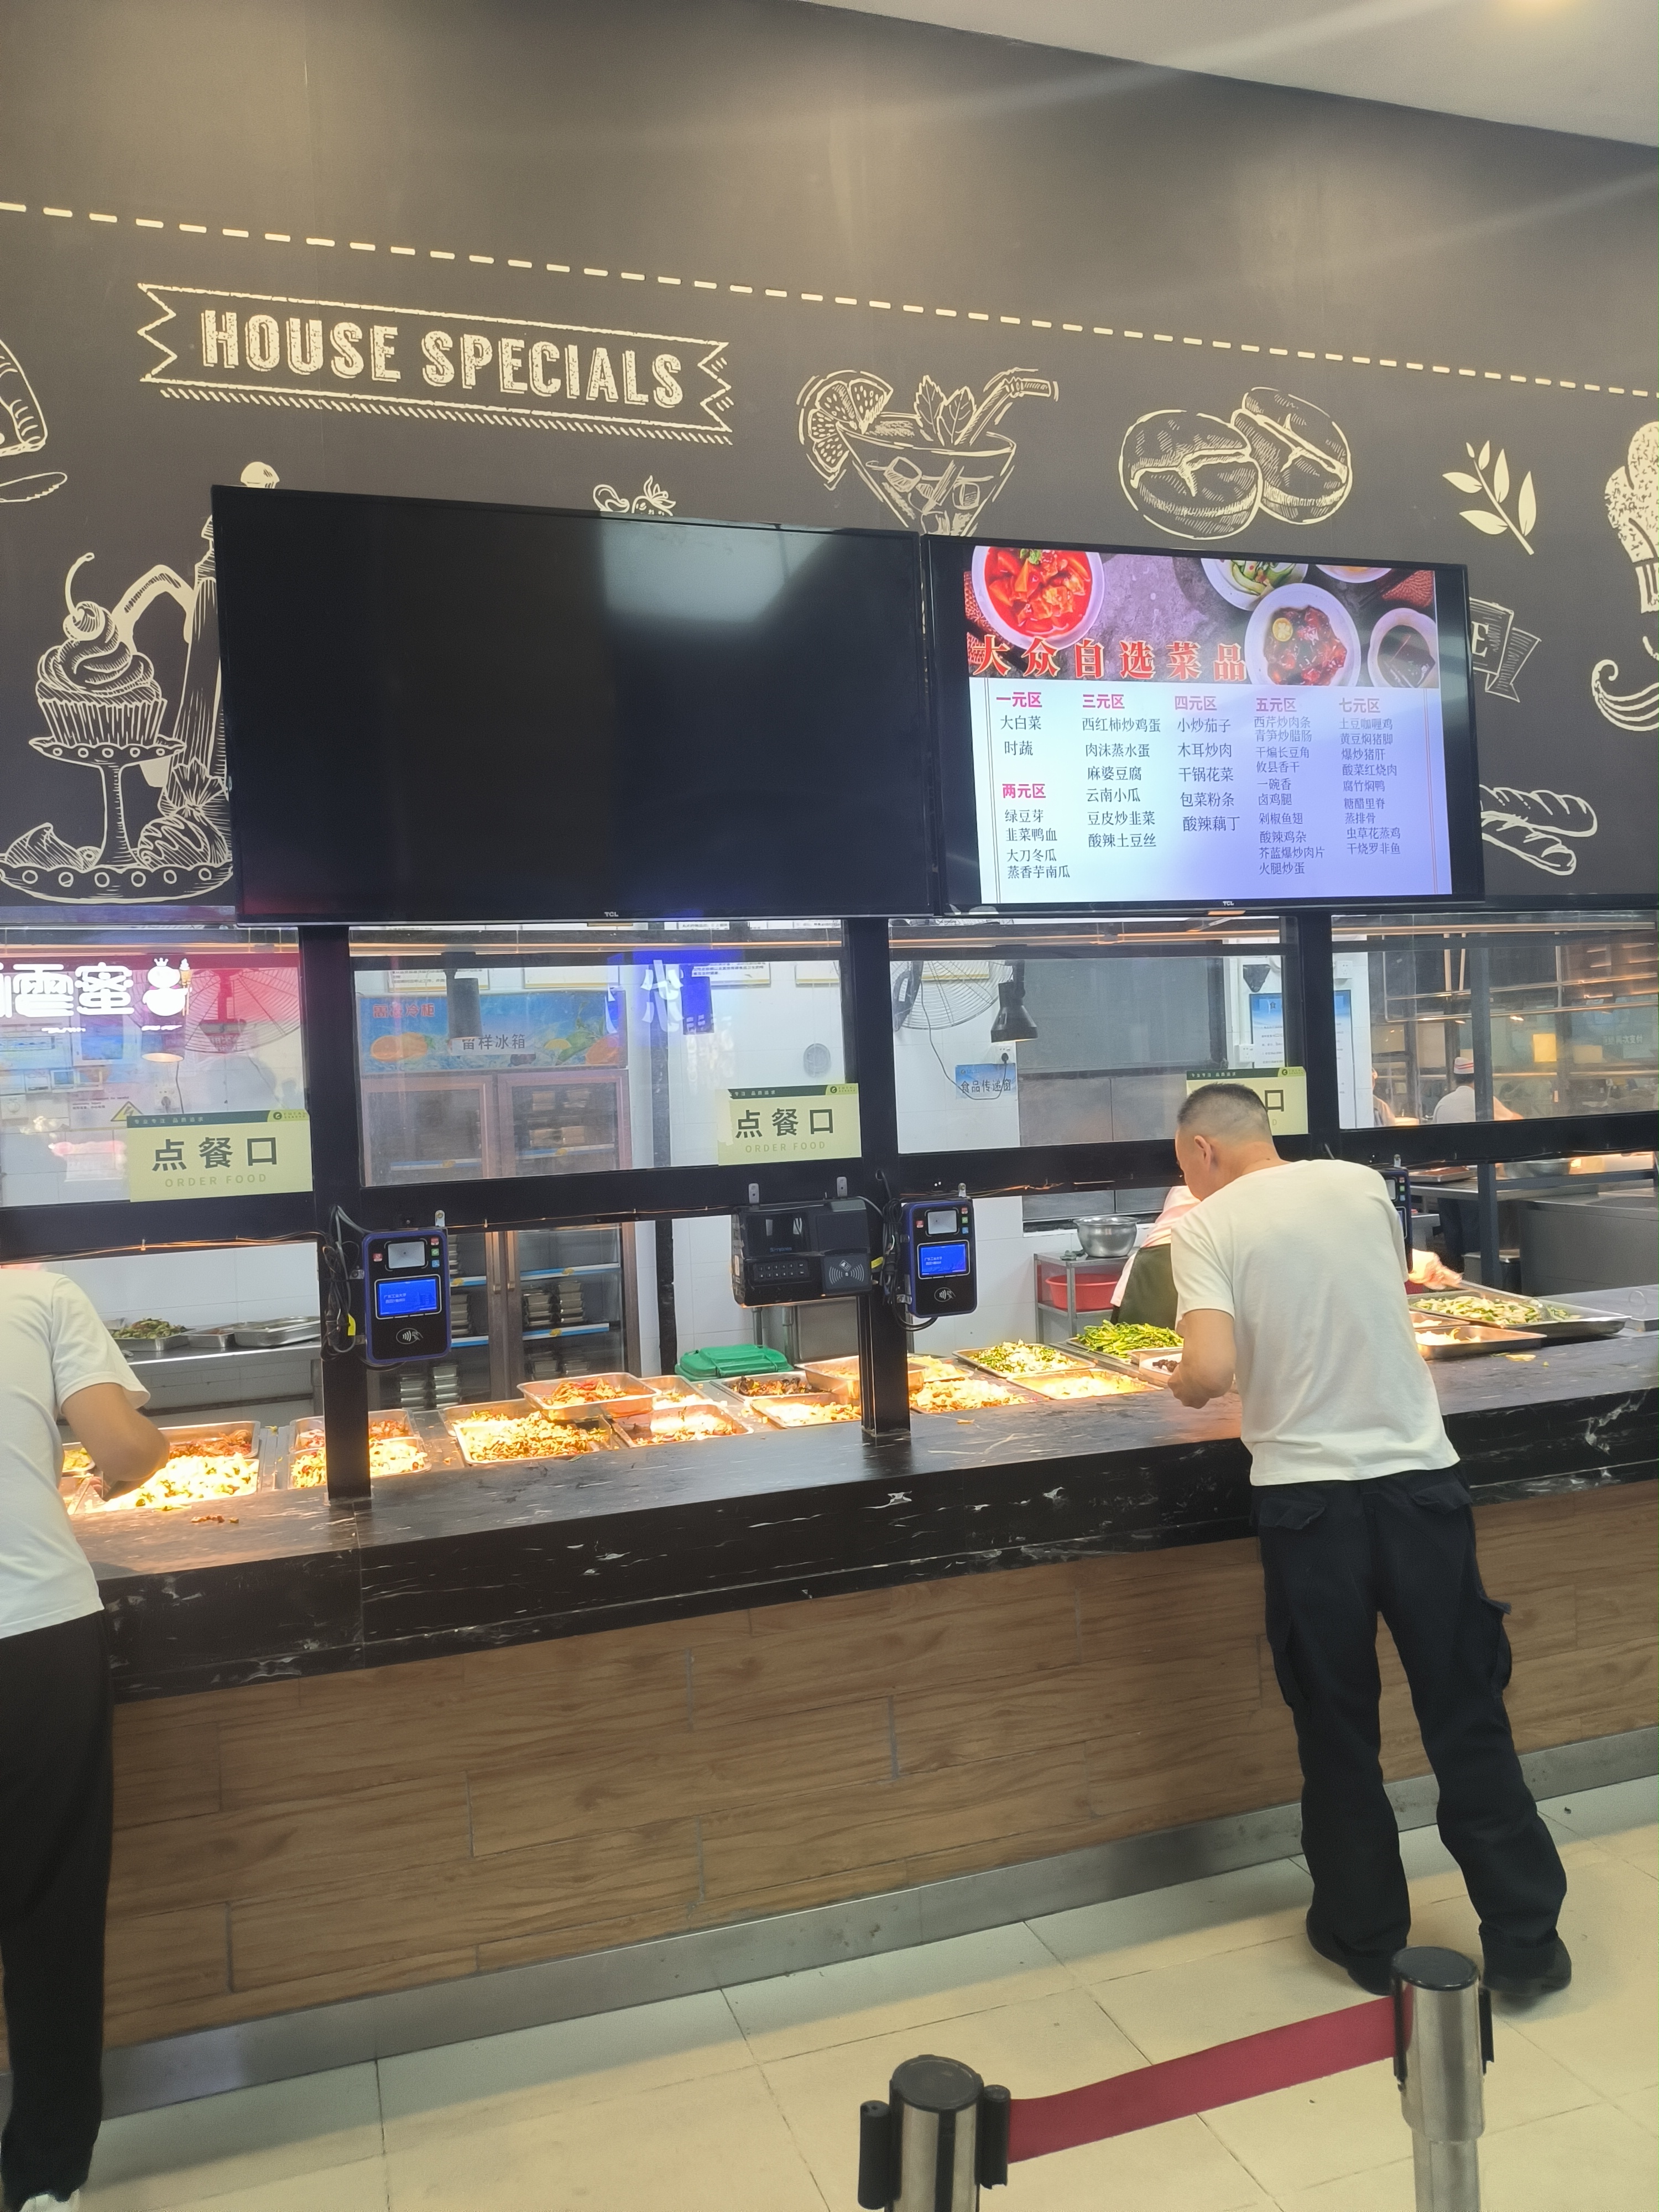 HOUSE SPECIALS
大众自选菜品
一元区
大白菜
时蔬
两元区
绿豆芽
韭菜鸭血
大刀冬瓜
蒸香芋南瓜
三元区
西红柿炒鸡蛋
肉沫蒸水蛋
麻婆豆腐
云南小瓜
豆皮炒韭菜
酸辣土豆丝
四元区
小炒茄子
木耳炒肉
干锅花菜
包菜粉条
酸辣藕丁
五元区
西芹炒肉条
青笋炒腊肠
干煸长豆角
攸县香干
一碗香
卤鸡腿
剁椒鱼翅
酸辣鸡杂
芥蓝爆炒肉片
火腿炒蛋
七元区
土豆咖喱鸡
黄豆焖猪脚
爆炒猪肝
酸菜红烧肉
腐竹焖鸭
糖醋里脊
蒸排骨
虫草花蒸鸡
干烧罗非鱼
TCL
TCL
留样冰箱
食品传递窗
点餐口
ORDER FOOD
点餐口
ORDER FOOD
口